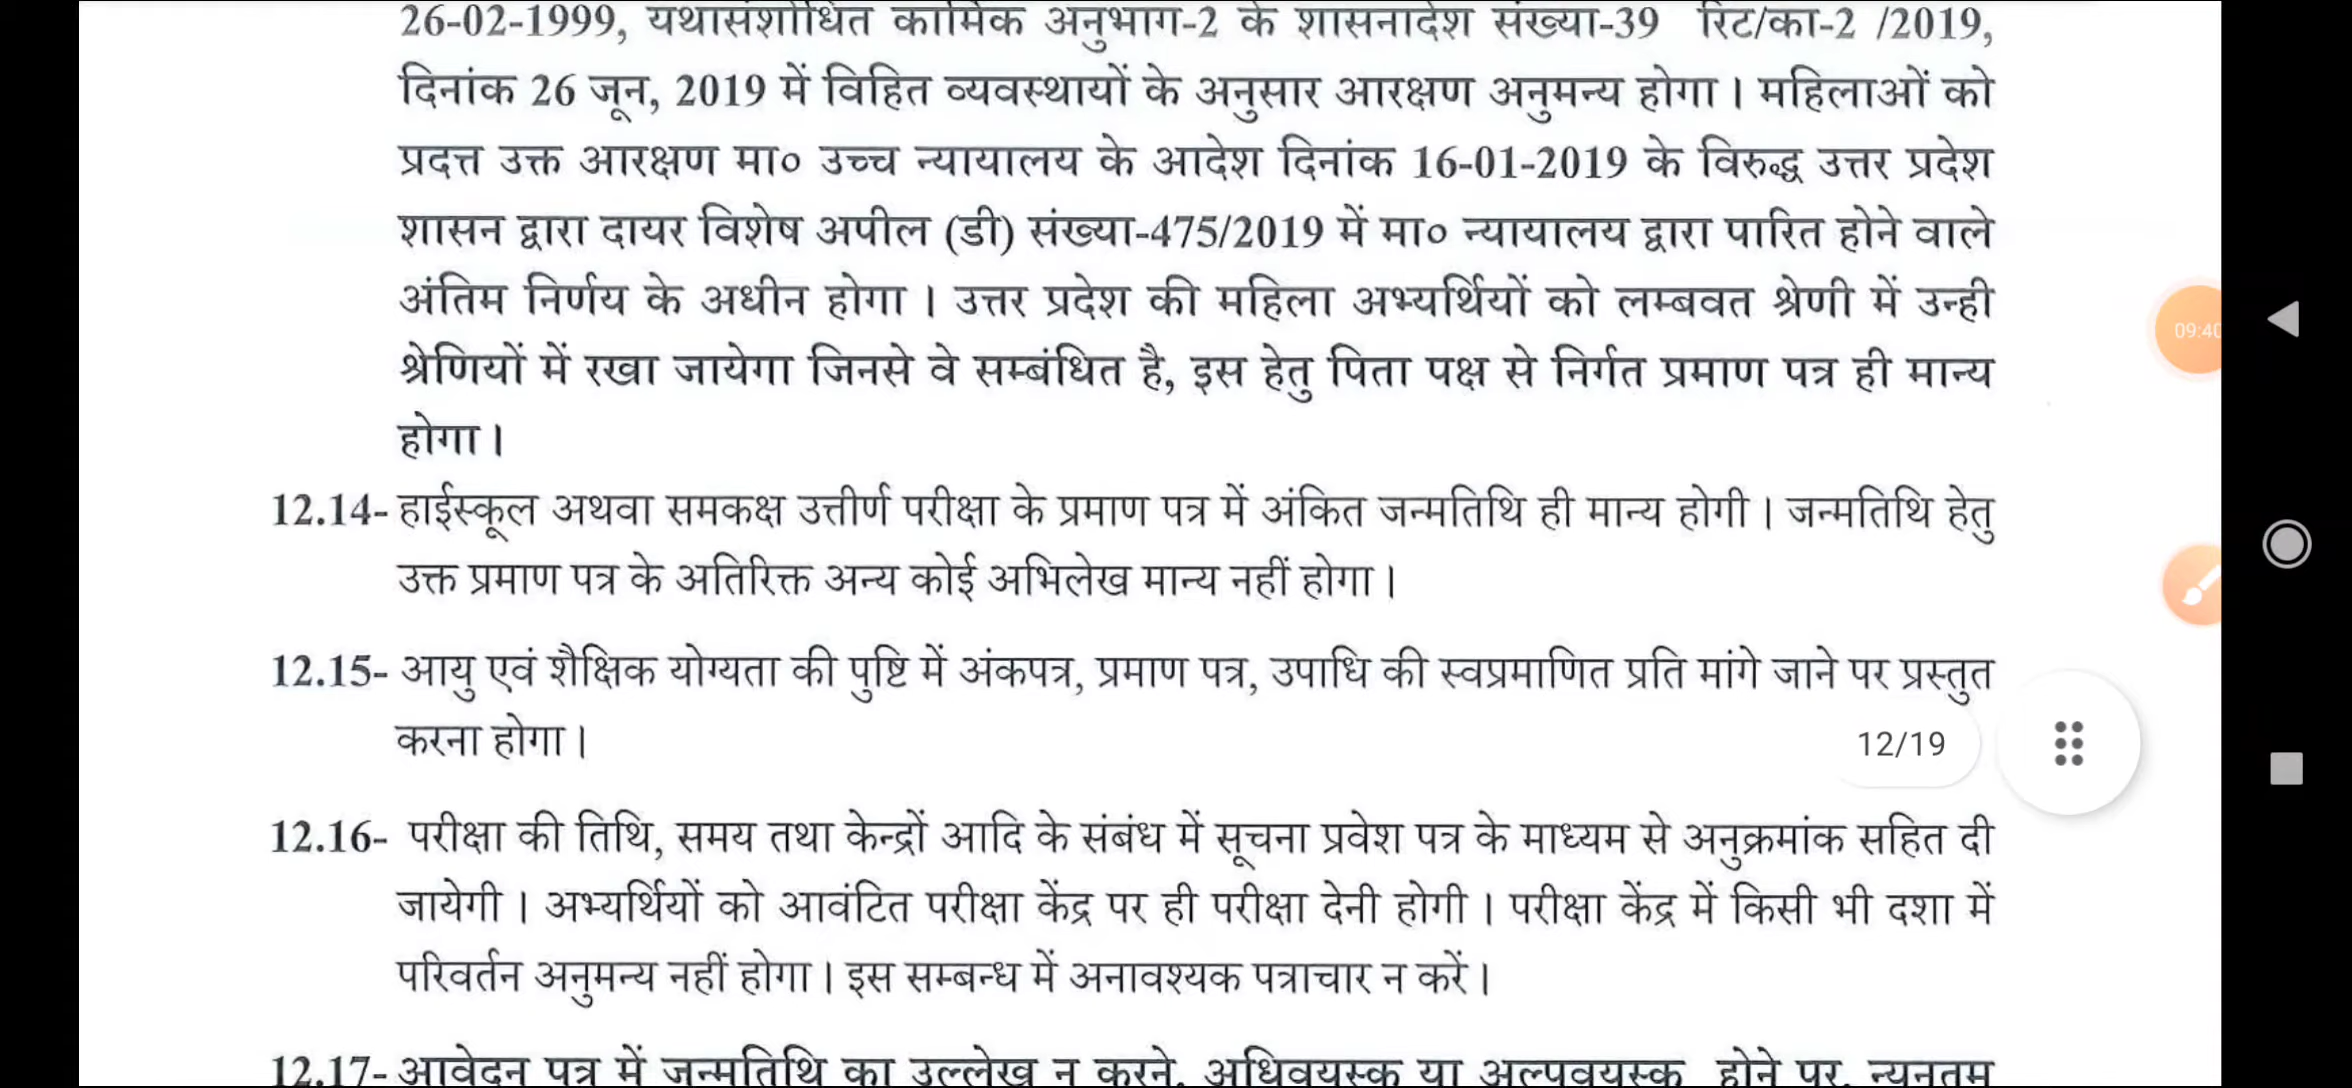 26-02-1999, यथासंशोधित कार्मिक अनुभाग-2 के शासनादेश संख्या-39 रिट/का-2 /2019,
दिनांक 26 जून, 2019 में विहित व्यवस्थायों के अनुसार आरक्षण अनुमन्य होगा। महिलाओं को
प्रदत्त उक्त आरक्षण मा० उच्च न्यायालय के आदेश दिनांक 16-01-2019 के विरुद्ध उत्तर प्रदेश
शासन द्वारा दायर विशेष अपील (डी) संख्या-475/2019 में मा० न्यायालय द्वारा पारित होने वाले
अंतिम निर्णय के अधीन होगा। उत्तर प्रदेश की महिला अभ्यर्थियों को लम्बवत श्रेणी में उन्ही
09:40
श्रेणियों में रखा जायेगा जिनसे वे सम्बंधित है, इस हेतु पिता पक्ष से निर्गत प्रमाण पत्र ही मान्य
होगा।
12.14- हाईस्कूल अथवा समकक्ष उत्तीर्ण परीक्षा के प्रमाण पत्र में अंकित जन्मतिथि ही मान्य होगी। जन्मतिथि हेतु
उक्त प्रमाण पत्र के अतिरिक्त अन्य कोई अभिलेख मान्य नहीं होगा।
12.15- आयु एवं शैक्षिक योग्यता की पुष्टि में अंकपत्र, प्रमाण पत्र, उपाधि की स्वप्रमाणित प्रति मांगे जाने पर प्रस्तुत
करना होगा।
12/19
12.16- परीक्षा की तिथि, समय तथा केन्द्रों आदि के संबंध में सूचना प्रवेश पत्र के माध्यम से अनुक्रमांक सहित दी
जायेगी। अभ्यर्थियों को आवंटित परीक्षा केंद्र पर ही परीक्षा देनी होगी। परीक्षा केंद्र में किसी भी दशा में
परिवर्तन अनुमन्य नहीं होगा। इस सम्बन्ध में अनावश्यक पत्राचार न करें।
12.17- आवेदन पत्र में जन्मतिथि का उल्लेख न करने, अधिवयस्क या अल्पवयस्क होने पर, न्यूनतम